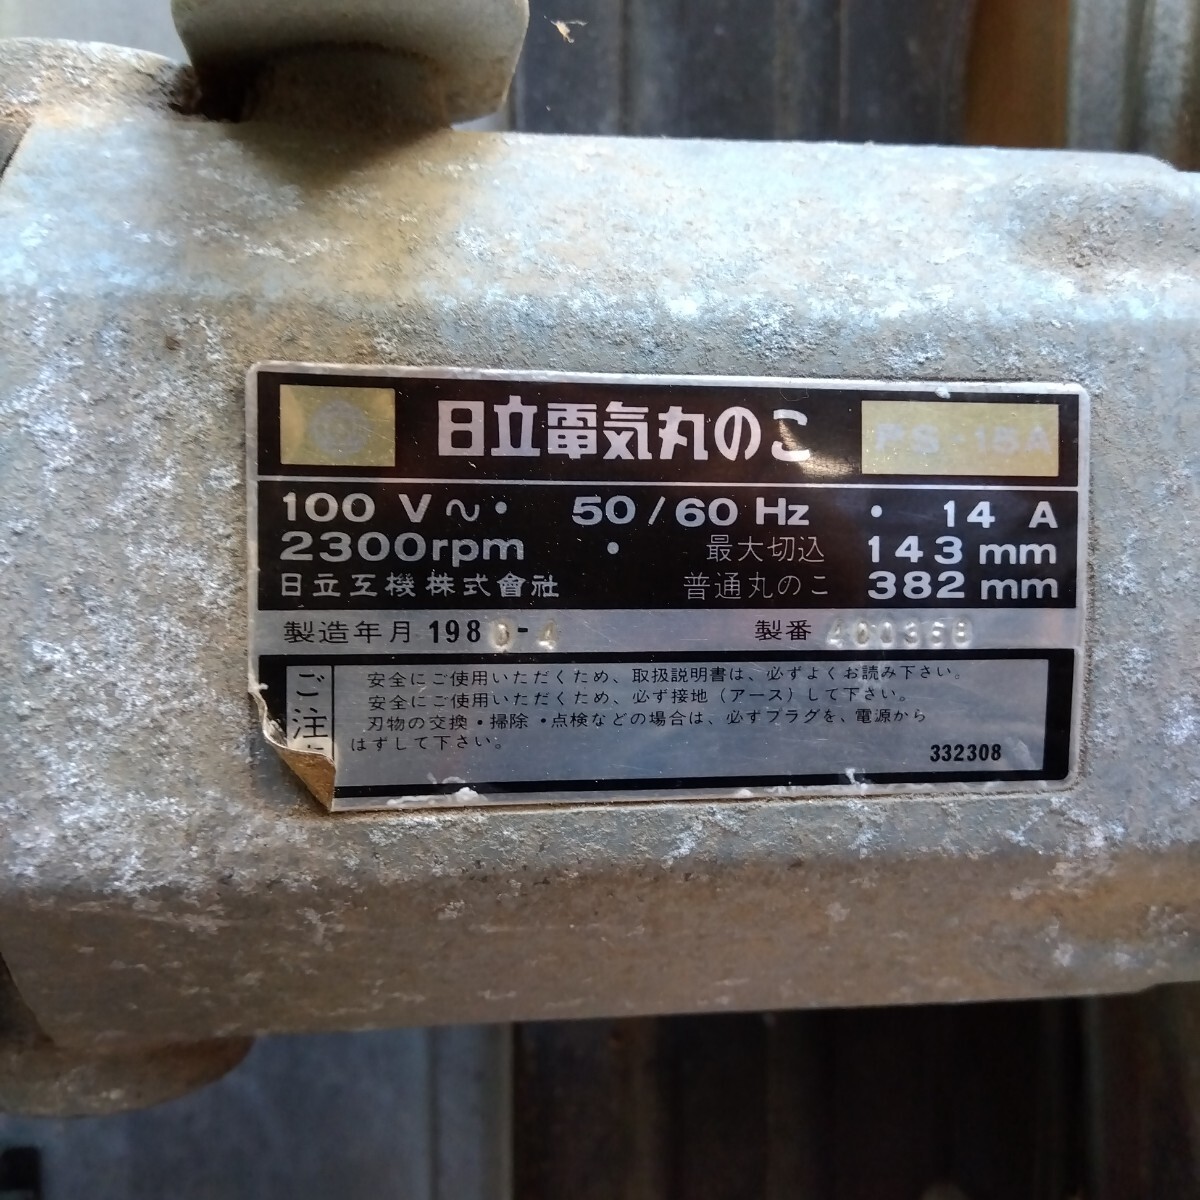 日立電気丸のこ PS-15A
100 V ～ ・ 50/60 Hz ・ 14 A
2300rpm ・ 最大切込 143 mm
日立工機株式會社 普通丸のこ 382 mm
製造年月 1980-4 製番
ご注
安全にご使用いただくため、取扱説明書は、必ずよくお読み下さい。
安全にご使用いただくため、必ず接地（アース）して下さい。
刃物の交換・掃除・点検などの場合は、必ずプラグを、電源から
はずして下さい。
332308